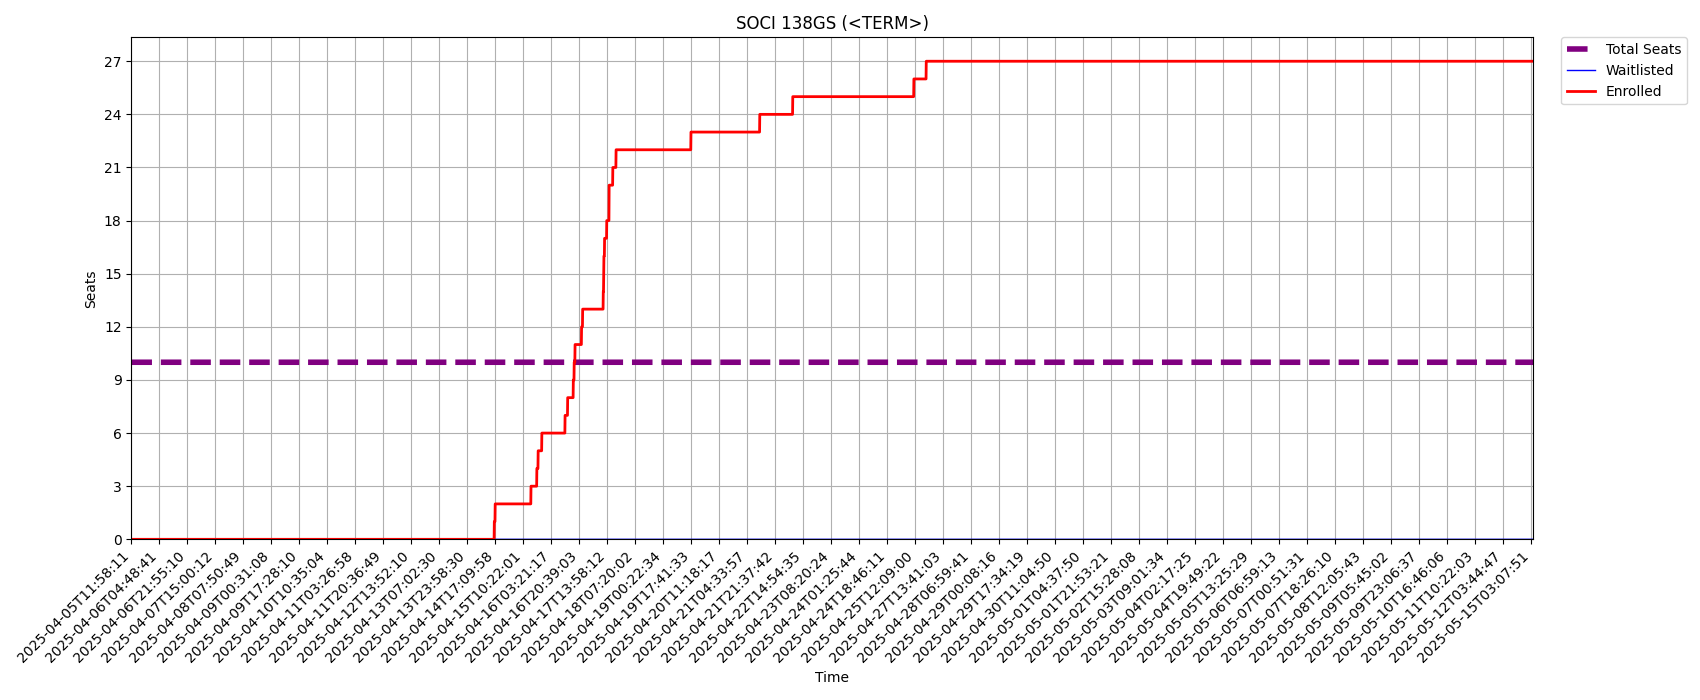 SOCI 138GS (<TERM>)
Total Seats
Waitlisted
Enrolled
Seats
27
24
21
18
15
12
9
6
3
0
2025-04-05T11:58:11
2025-04-06T04:48:41
2025-04-06T21:55:10
2025-04-07T15:00:12
2025-04-08T07:50:49
2025-04-09T00:31:08
2025-04-09T17:28:10
2025-04-10T10:35:04
2025-04-11T03:26:58
2025-04-11T20:36:49
2025-04-12T13:52:10
2025-04-13T07:02:30
2025-04-13T23:58:30
2025-04-14T17:09:58
2025-04-15T10:22:01
2025-04-16T03:21:17
2025-04-16T20:39:03
2025-04-17T13:58:12
2025-04-18T07:20:02
2025-04-19T00:22:34
2025-04-19T17:41:33
2025-04-20T11:18:17
2025-04-21T04:33:57
2025-04-21T21:37:42
2025-04-22T14:54:35
2025-04-23T08:20:24
2025-04-24T01:25:44
2025-04-24T18:46:11
2025-04-25T12:09:00
2025-04-27T13:41:03
2025-04-28T06:59:41
2025-04-29T00:08:16
2025-04-29T17:34:19
2025-04-30T11:04:50
2025-05-01T04:37:50
2025-05-01T21:53:21
2025-05-02T15:28:08
2025-05-03T09:01:34
2025-05-04T02:17:25
2025-05-04T19:49:22
2025-05-05T13:25:29
2025-05-06T06:59:13
2025-05-07T00:51:31
2025-05-07T18:26:10
2025-05-08T12:05:43
2025-05-09T05:45:02
2025-05-09T23:06:37
2025-05-10T16:46:06
2025-05-11T10:22:03
2025-05-12T03:44:47
2025-05-15T03:07:51
Time